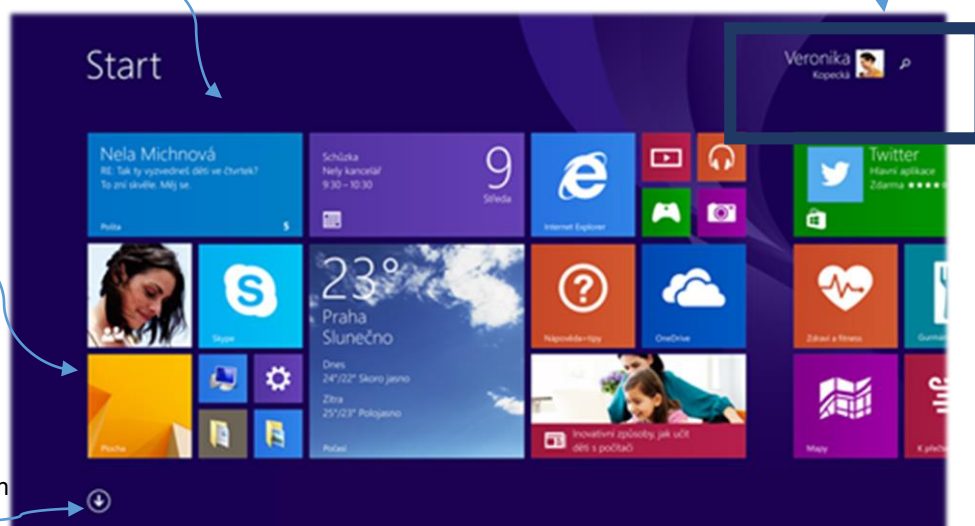 Start
Veronika
Kopecká
Nela Michnová
RE: Tak ty vyzvedneš děti ve čtvrtek?
To zní skvěle. Měj se.
Pošta
5
Schůzka
Nely kancelář
9:30 – 10:30
9
Středa
Internet Explorer
Twitter
Hlavní aplikace
Zdarma
Skype
23°
Praha
Slunečno
Dnes
24°/22° Skoro jasno
Zítra
25°/23° Polojasno
Počasí
Nápověda+tipy
OneDrive
Zdraví a fitness
Plocha
Inovativní způsoby, jak učit
děti s počítači
Mapy